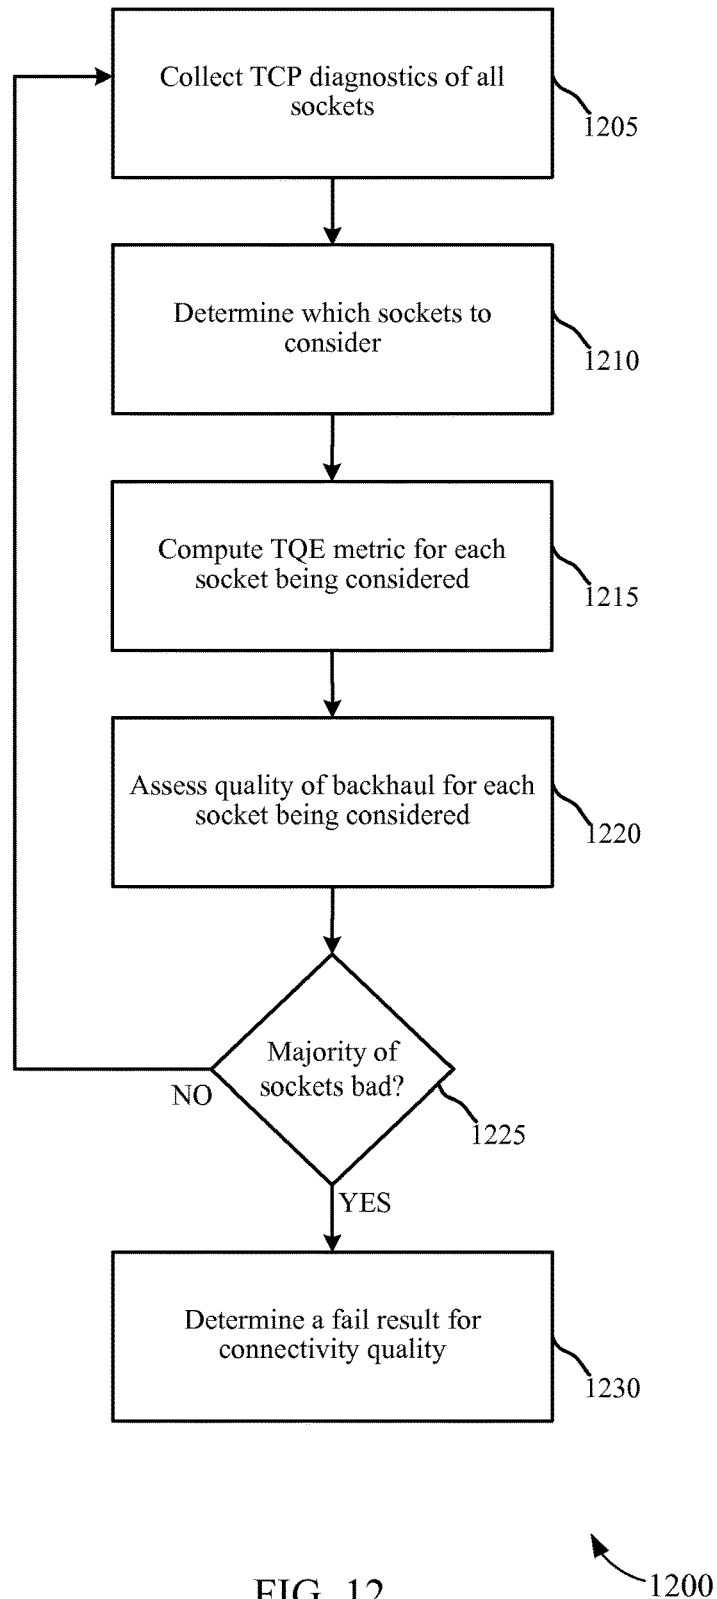 Collect TCP diagnostics of all
sockets
1205
Determine which sockets to
consider
1210
Compute TQE metric for each
socket being considered
1215
Assess quality of backhaul for each
socket being considered
1220
Majority of
sockets bad?
NO
1225
YES
Determine a fail result for
connectivity quality
1230
1200
FIG. 12